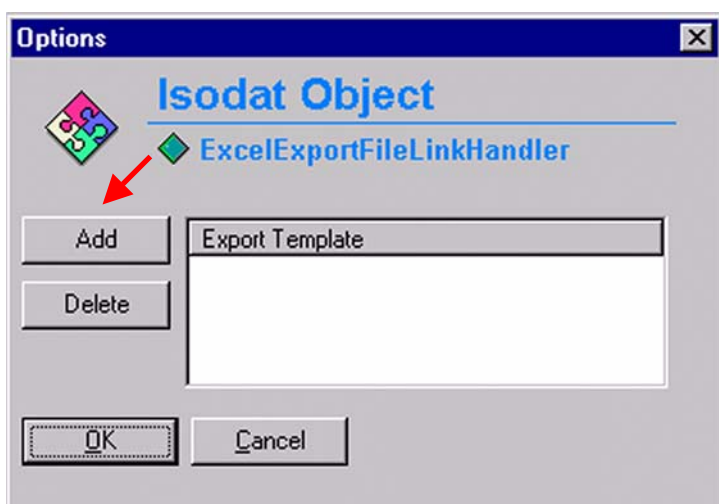 Options
Isodat Object
ExcelExportFileLinkHandler
Add
Export Template
Delete
OK
Cancel